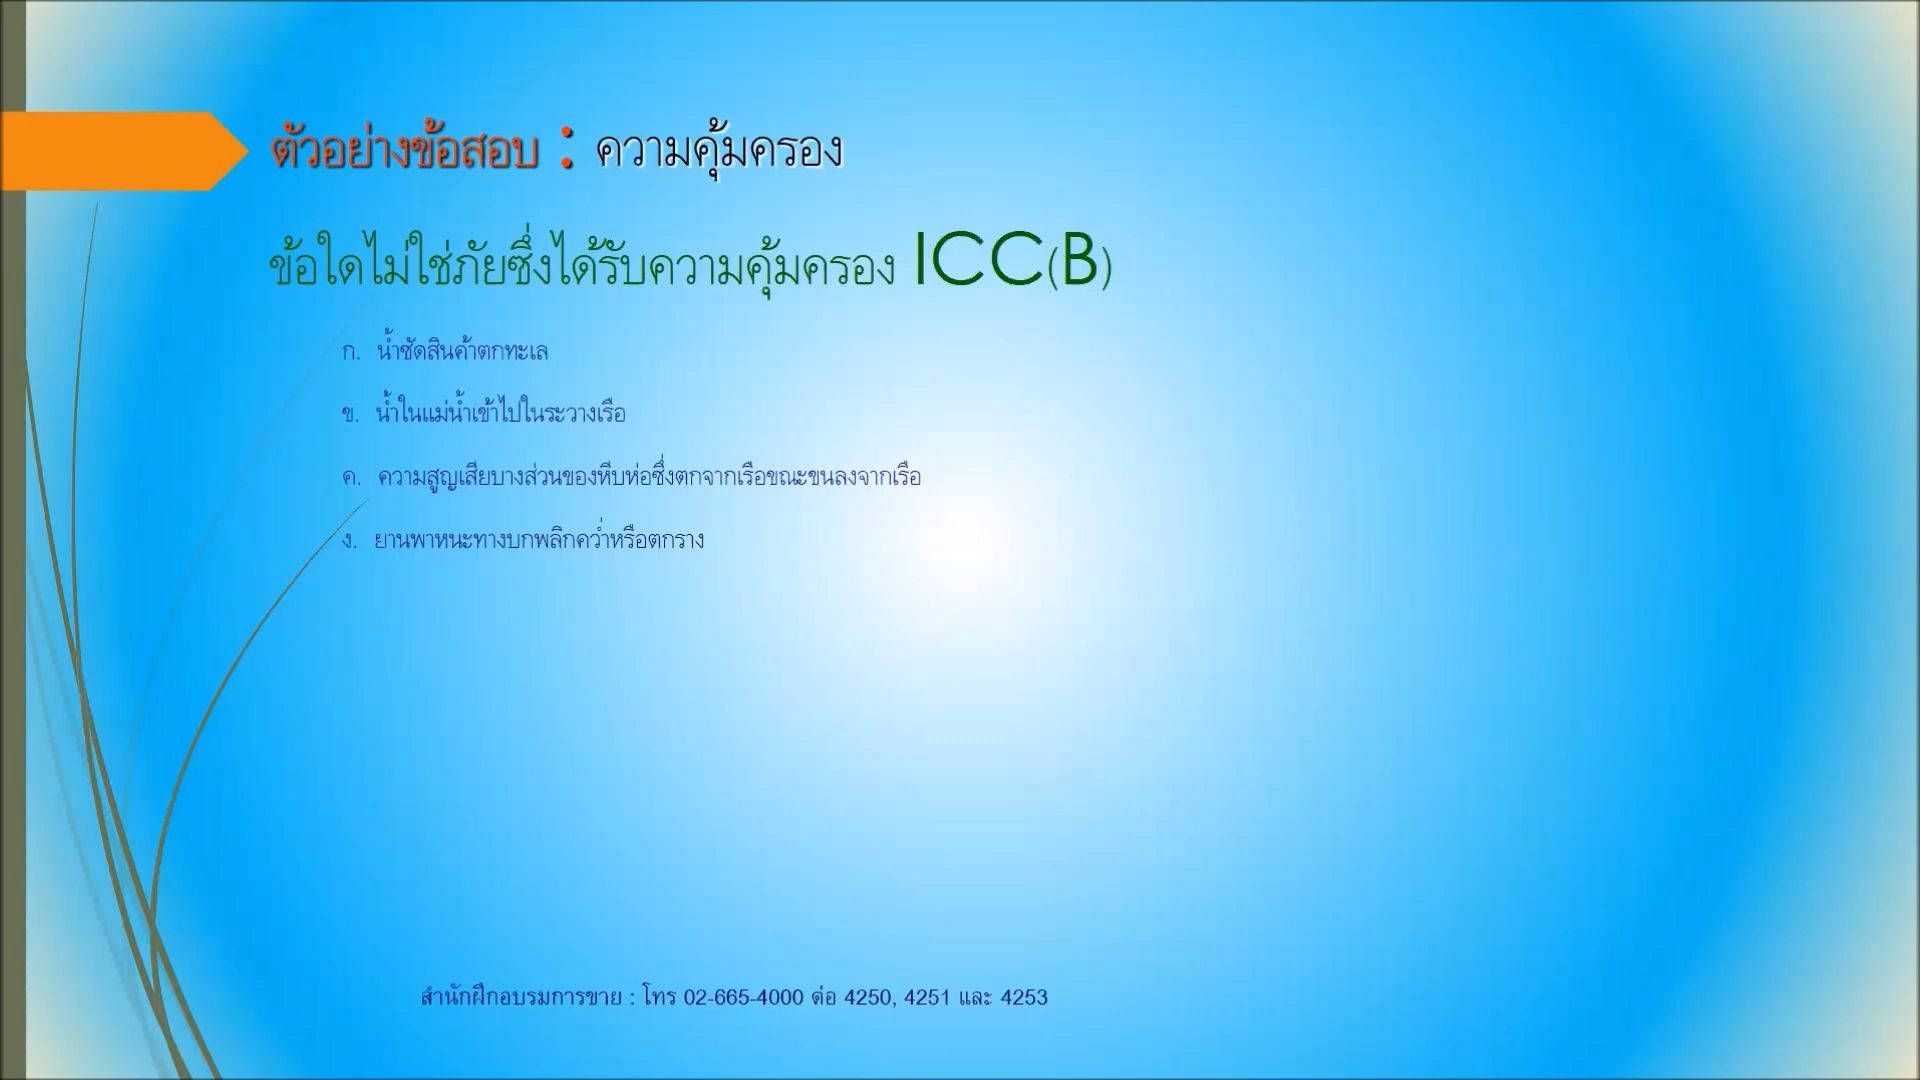 ตัวอย่างข้อสอบ : ความคุ้มครอง
ข้อใดไม่ใช่ภัยซึ่งได้รับความคุ้มครอง ICC(B)
ก. น้ำซัดสินค้าตกทะเล
ข. น้ำในแม่น้ำเข้าไปในระวางเรือ
ค. ความสูญเสียบางส่วนของหีบห่อซึ่งตกจากเรือขณะขนลงจากเรือ
ง. ยานพาหนะทางบกพลิกคว่ำหรือตกราง
สำนักฝึกอบรมการขาย : โทร 02-665-4000 ต่อ 4250, 4251 และ 4253